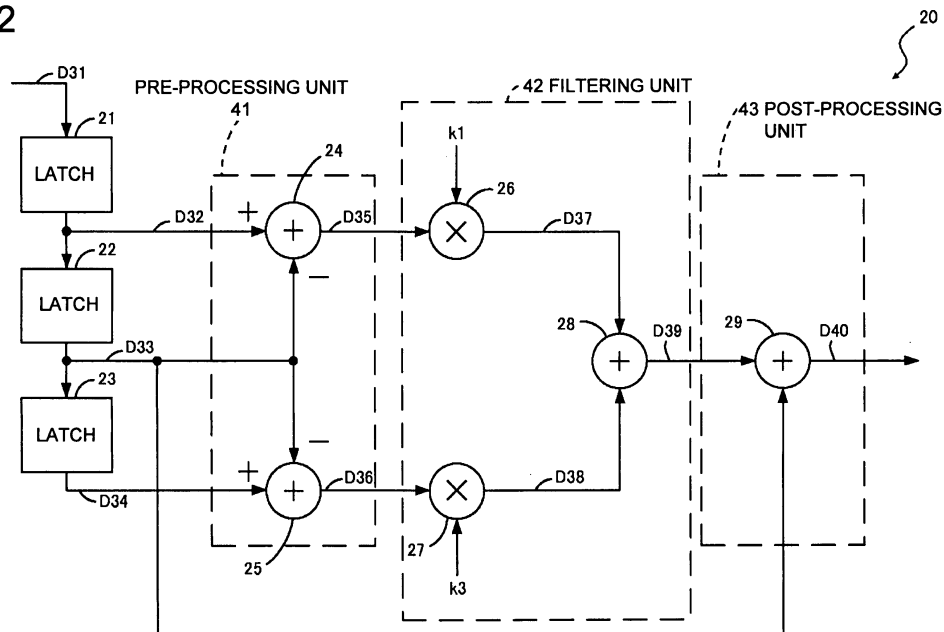 2
20
D31
PRE-PROCESSING UNIT
41
42 FILTERING UNIT
43 POST-PROCESSING
UNIT
21
LATCH
24
k1
26
D32
+
+
D35
×
D37
22
−
LATCH
28
D39
29
D40
D33
+
+
23
LATCH
−
+
+
D36
×
D38
D34
25
27
k3